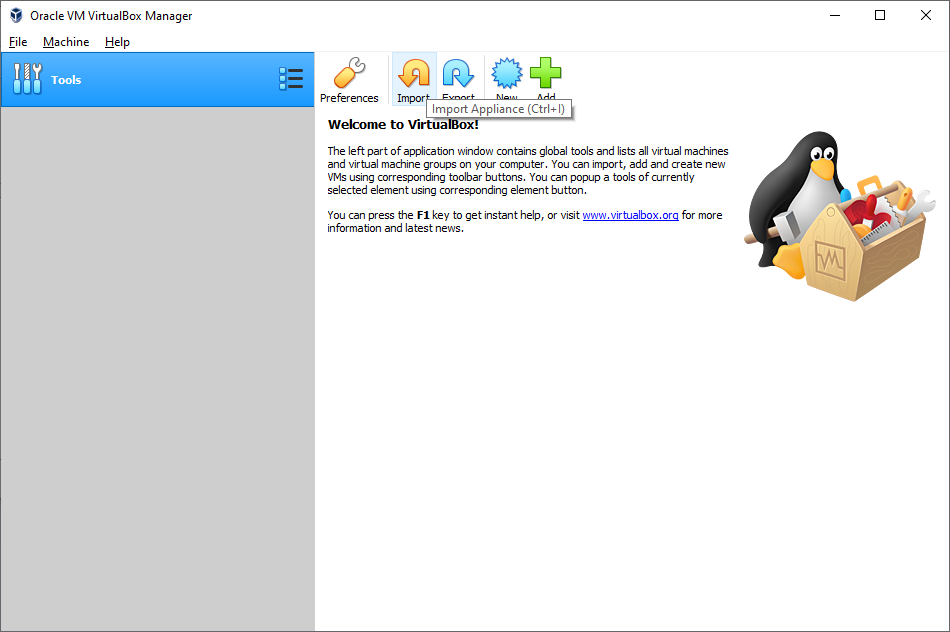 Oracle VM VirtualBox Manager
File Machine Help
Tools
Preferences Import Export New Add
Import Appliance (Ctrl+I)
Welcome to VirtualBox!
The left part of application window contains global tools and lists all virtual machines
and virtual machine groups on your computer. You can import, add and create new
VMs using corresponding toolbar buttons. You can popup a tools of currently
selected element using corresponding element button.
You can press the F1 key to get instant help, or visit www.virtualbox.org for more
information and latest news.
VM